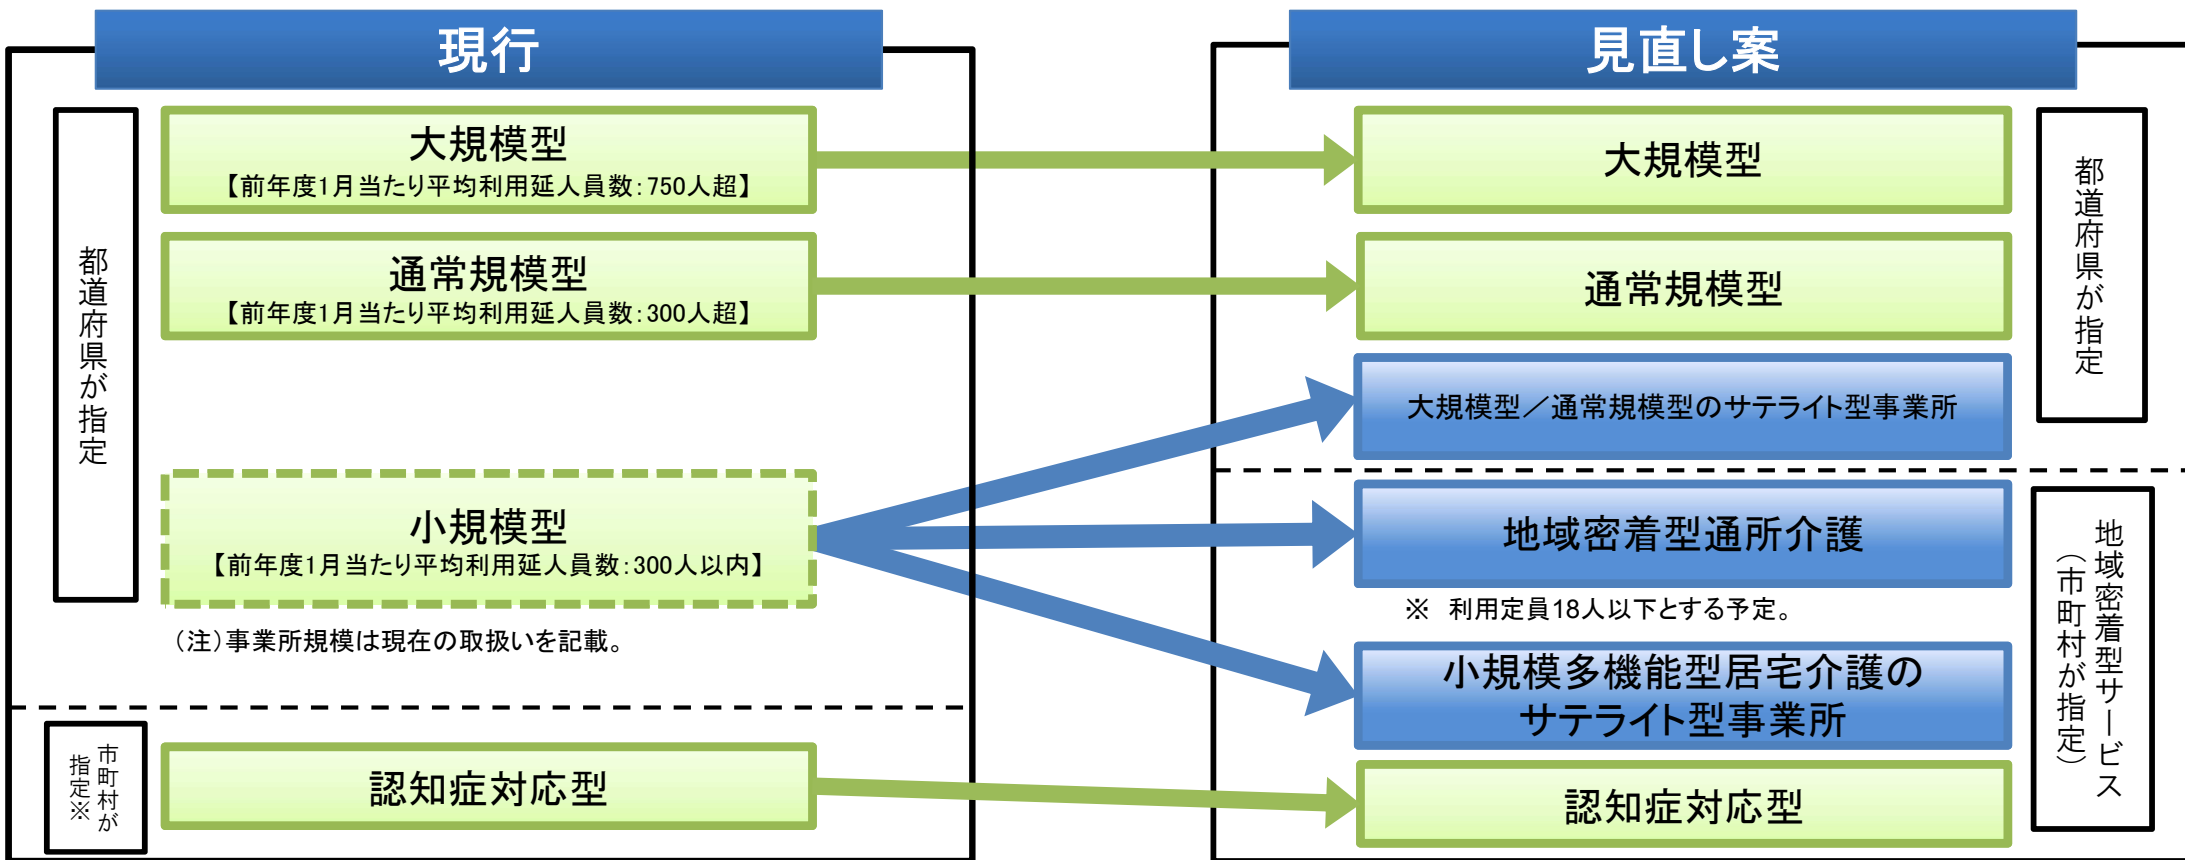 現行
都道府県が指定
大規模型
【前年度1月当たり平均利用延人員数：750人超】
通常規模型
【前年度1月当たり平均利用延人員数：300人超】
小規模型
【前年度1月当たり平均利用延人員数：300人以内】
（注）事業所規模は現在の取扱いを記載。
市町村が
指定※
認知症対応型
見直し案
大規模型
通常規模型
大規模型／通常規模型のサテライト型事業所
都道府県が指定
地域密着型通所介護
※　利用定員18人以下とする予定。
小規模多機能型居宅介護の
サテライト型事業所
認知症対応型
地域密着型サービス
（市町村が指定）